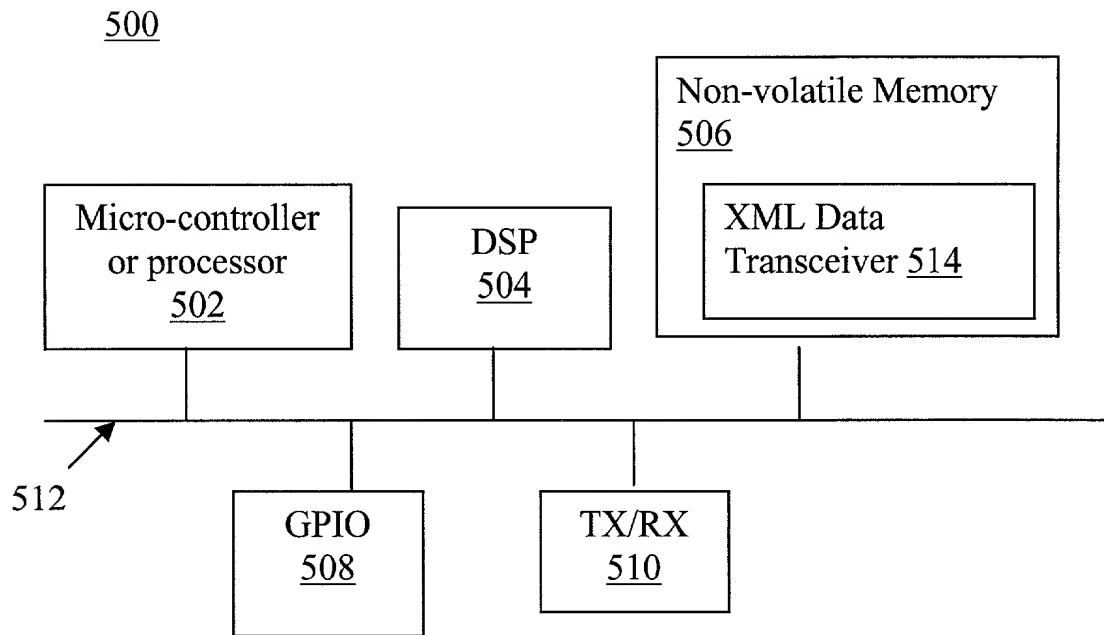 500
Non-volatile Memory
506
Micro-controller
or processor
502
DSP
504
XML Data
Transceiver 514
512
GPIO
508
TX/RX
510